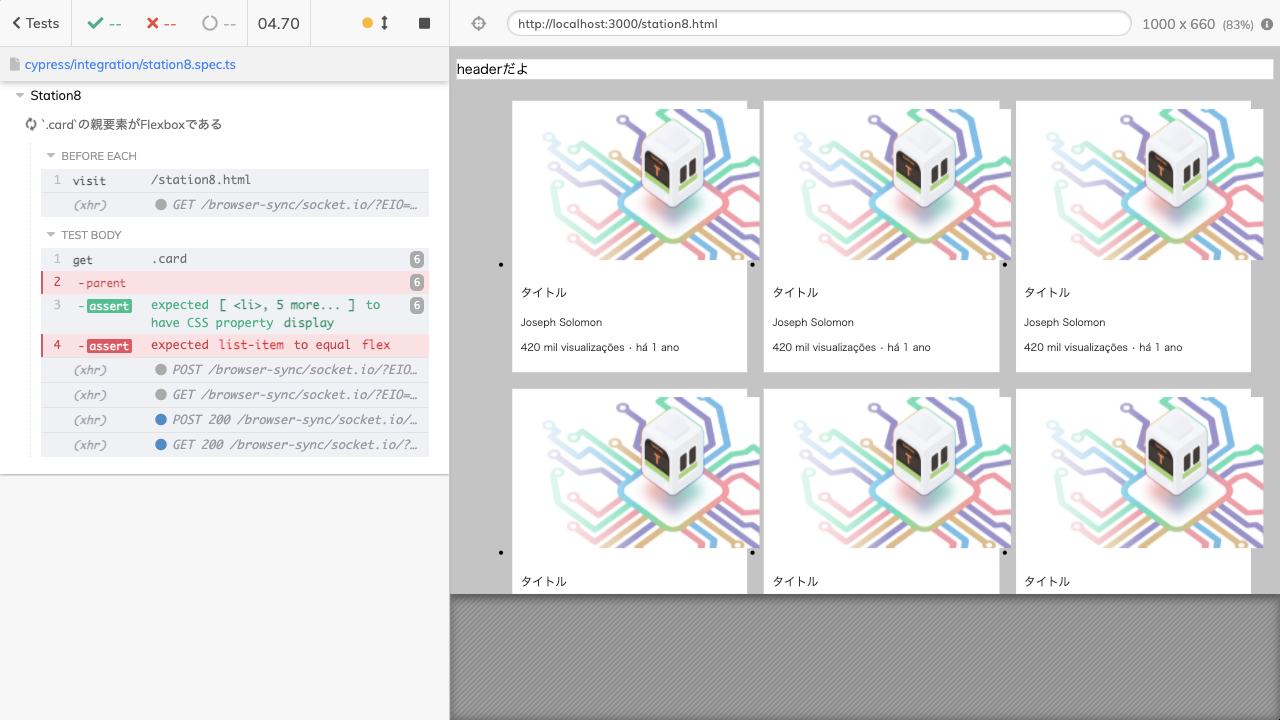 Tests
--
--
--
04.70
http://localhost:3000/station8.html
1000 x 660 (83%)
cypress/integration/station8.spec.ts
Station8
`.card`の親要素がFlexboxである
BEFORE EACH
1 visit /station8.html
(xhr) GET /browser-sync/socket.io/?EIO=…
TEST BODY
1 get .card 6
2 -parent 6
3 -assert expected [ <li>, 5 more... ] to 6
have CSS property display
4 -assert expected list-item to equal flex
(xhr) POST /browser-sync/socket.io/?EIO…
(xhr) GET /browser-sync/socket.io/?EIO=…
(xhr) POST 200 /browser-sync/socket.io/…
(xhr) GET 200 /browser-sync/socket.io/?…
headerだよ
タイトル
Joseph Solomon
420 mil visualizações・há 1 ano
タイトル
Joseph Solomon
420 mil visualizações・há 1 ano
タイトル
Joseph Solomon
420 mil visualizações・há 1 ano
タイトル
タイトル
タイトル